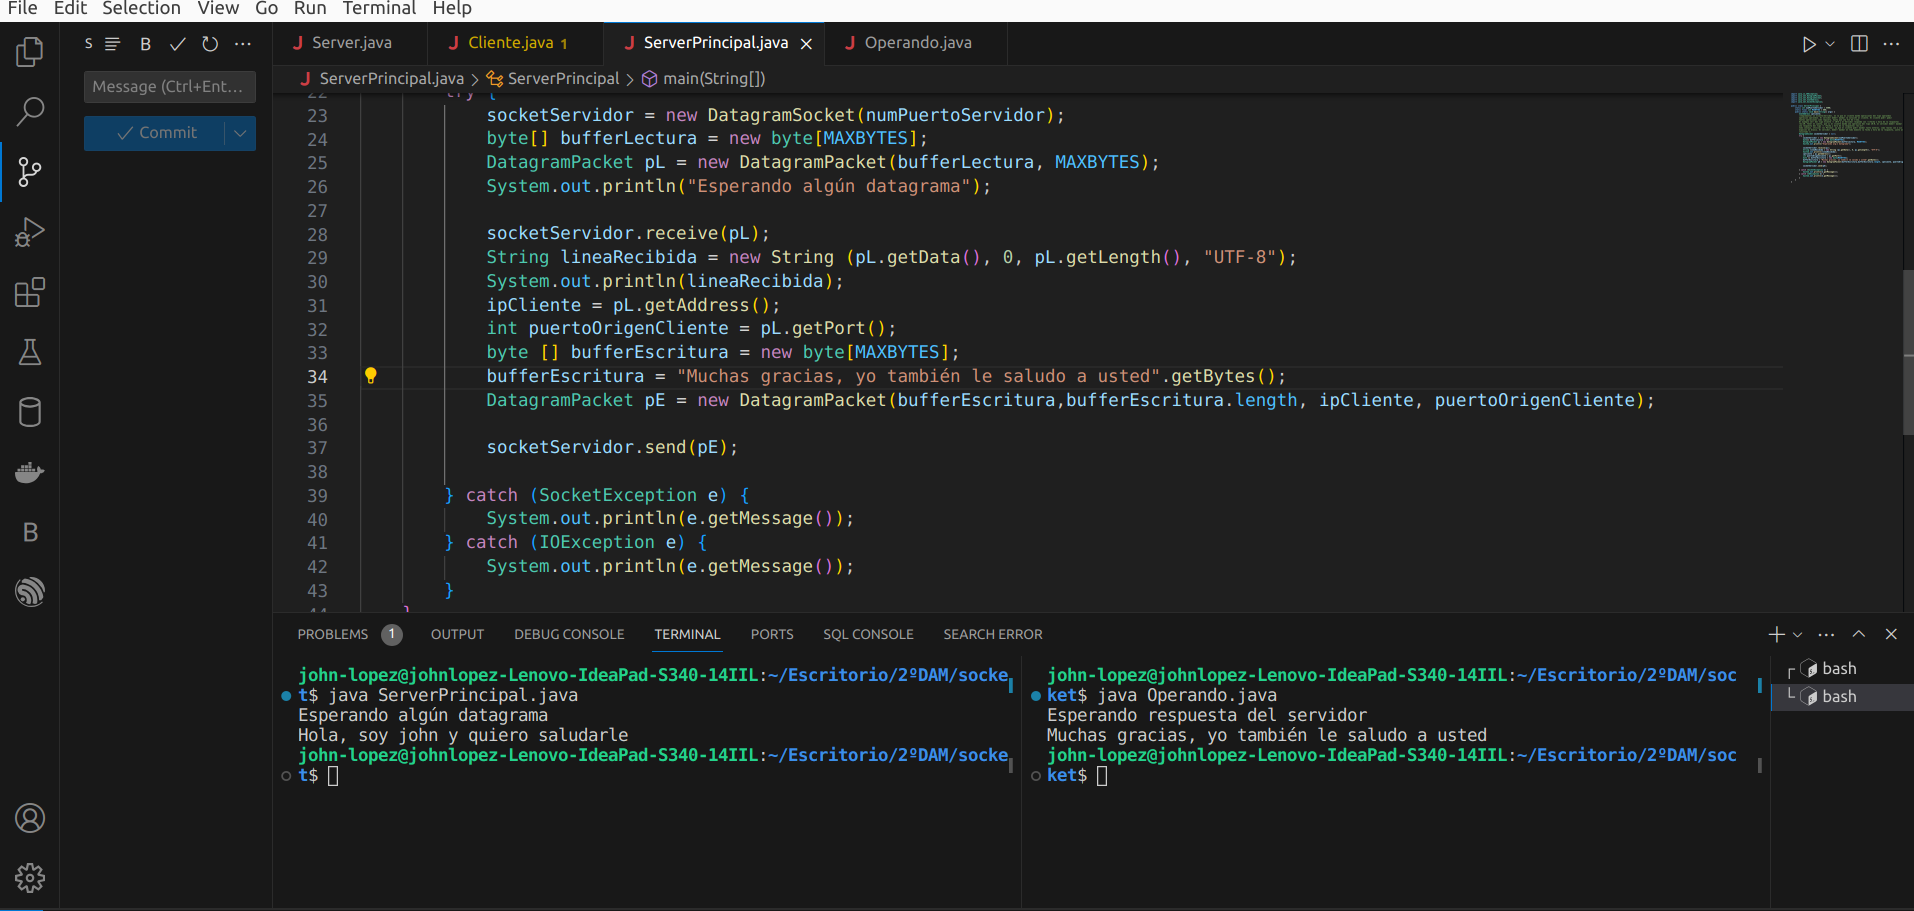 File Edit Selection View Go Run Terminal Help
S B
Server.java Cliente.java 1 ServerPrincipal.java Operando.java
Message (Ctrl+Ent...
ServerPrincipal.java > ServerPrincipal > main(String[])
Commit
22 try {
23 socketServidor = new DatagramSocket(numPuertoServidor);
24 byte[] bufferLectura = new byte[MAXBYTES];
25 DatagramPacket pL = new DatagramPacket(bufferLectura, MAXBYTES);
26 System.out.println("Esperando algún datagrama");
27
28 socketServidor.receive(pL);
29 String lineaRecibida = new String (pL.getData(), 0, pL.getLength(), "UTF-8");
30 System.out.println(lineaRecibida);
31 ipCliente = pL.getAddress();
32 int puertoOrigenCliente = pL.getPort();
33 byte [] bufferEscritura = new byte[MAXBYTES];
34 bufferEscritura = "Muchas gracias, yo también le saludo a usted".getBytes();
35 DatagramPacket pE = new DatagramPacket(bufferEscritura,bufferEscritura.length, ipCliente, puertoOrigenCliente);
36
37 socketServidor.send(pE);
38
39 } catch (SocketException e) {
40 System.out.println(e.getMessage());
41 } catch (IOException e) {
42 System.out.println(e.getMessage());
43 }
44 }
B
PROBLEMS 1 OUTPUT DEBUG CONSOLE TERMINAL PORTS SQL CONSOLE SEARCH ERROR
john-lopez@johnlopez-Lenovo-IdeaPad-S340-14IIL:~/Escritorio/2ºDAM/socke
t$ java ServerPrincipal.java
Esperando algún datagrama
Hola, soy john y quiero saludarle
john-lopez@johnlopez-Lenovo-IdeaPad-S340-14IIL:~/Escritorio/2ºDAM/socke
t$
john-lopez@johnlopez-Lenovo-IdeaPad-S340-14IIL:~/Escritorio/2ºDAM/soc
ket$ java Operando.java
Esperando respuesta del servidor
Muchas gracias, yo también le saludo a usted
john-lopez@johnlopez-Lenovo-IdeaPad-S340-14IIL:~/Escritorio/2ºDAM/soc
ket$
bash
bash